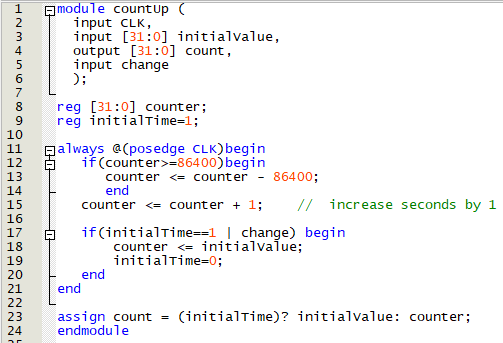 1 module countUp (
2 input CLK,
3 input [31:0] initialValue,
4 output [31:0] count,
5 input change
6 );
7
8 reg [31:0] counter;
9 reg initialTime=1;
10
11 always @(posedge CLK)begin
12 if(counter>=86400)begin
13 counter <= counter - 86400;
14 end
15 counter <= counter + 1; // increase seconds by 1
16
17 if(initialTime==1 | change) begin
18 counter <= initialValue;
19 initialTime=0;
20 end
21 end
22
23 assign count = (initialTime)? initialValue: counter;
24 endmodule